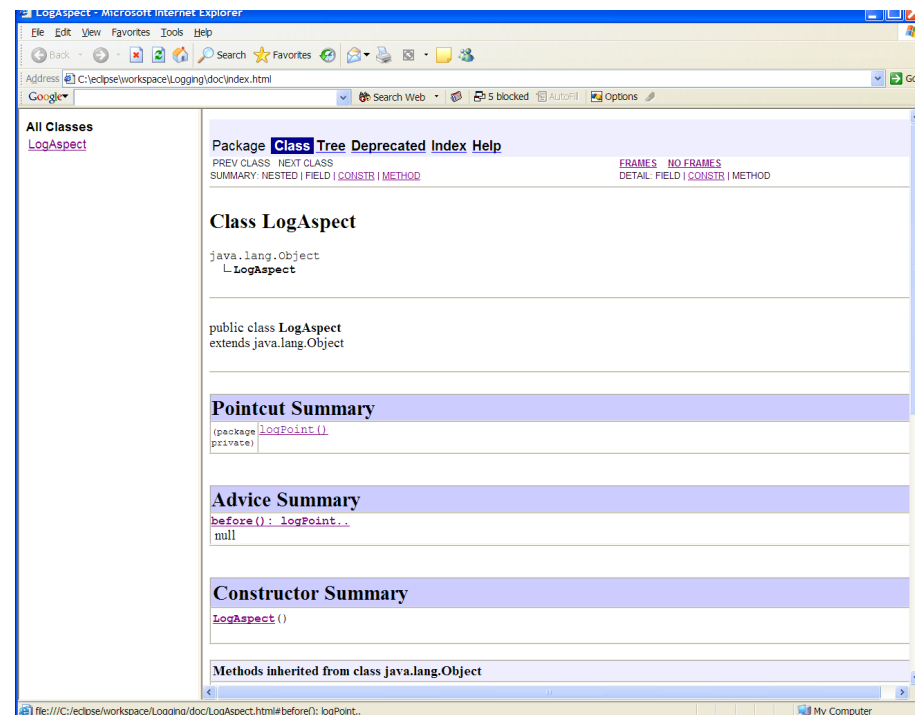 LogAspect - Microsoft Internet Explorer
File Edit View Favorites Tools Help
Back Search Favorites
Address C:\eclipse\workspace\Logging\doc\index.html Go
Google Search Web 5 blocked AutoFill Options
All Classes
LogAspect
Package Class Tree Deprecated Index Help
PREV CLASS NEXT CLASS FRAMES NO FRAMES
SUMMARY: NESTED | FIELD | CONSTR | METHOD DETAIL: FIELD | CONSTR | METHOD
Class LogAspect
java.lang.Object
LogAspect
public class LogAspect
extends java.lang.Object
Pointcut Summary
(package private) logPoint()
Advice Summary
before(): logPoint..
null
Constructor Summary
LogAspect()
Methods inherited from class java.lang.Object
file:///C:/eclipse/workspace/Logging/doc/LogAspect.html#before(): logPoint.. My Computer